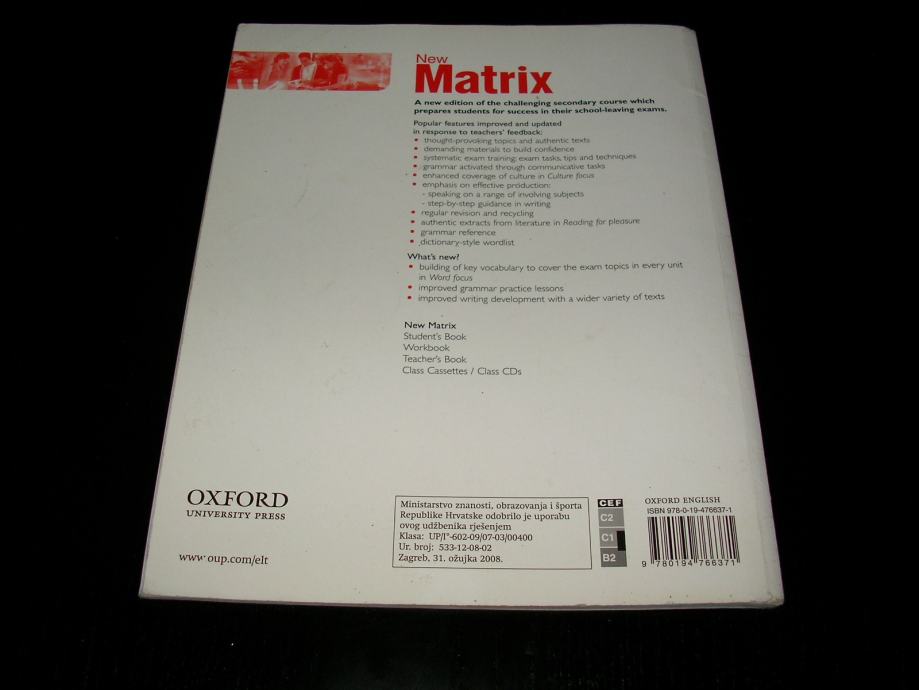 New
Matrix
A new edition of the challenging secondary course which
prepares students for success in their school-leaving exams.
Popular features improved and updated
in response to teachers' feedback:
• thought-provoking topics and authentic texts
• demanding materials to build confidence
• systematic exam training: exam tasks, tips and techniques
• grammar activated through communicative tasks
• enhanced coverage of culture in Culture focus
• emphasis on effective production:
- speaking on a range of involving subjects
- step-by-step guidance in writing
• regular revision and recycling
• authentic extracts from literature in Reading for pleasure
• grammar reference
• dictionary-style wordlist
What's new?
• building of key vocabulary to cover the exam topics in every unit
in Word focus
• improved grammar practice lessons
• improved writing development with a wider variety of texts
New Matrix
Student's Book
Workbook
Teacher's Book
Class Cassettes / Class CDs
OXFORD
UNIVERSITY PRESS
www.oup.com/elt
Ministarstvo znanosti, obrazovanja i športa
Republike Hrvatske odobrilo je uporabu
ovog udžbenika rješenjem
Klasa: UP/I°-602-09/07-03/00400
Ur. broj: 533-12-08-02
Zagreb, 31. ožujka 2008.
CEF
C2
C1
B2
OXFORD ENGLISH
ISBN 978-0-19-476637-1
9 780194 766371